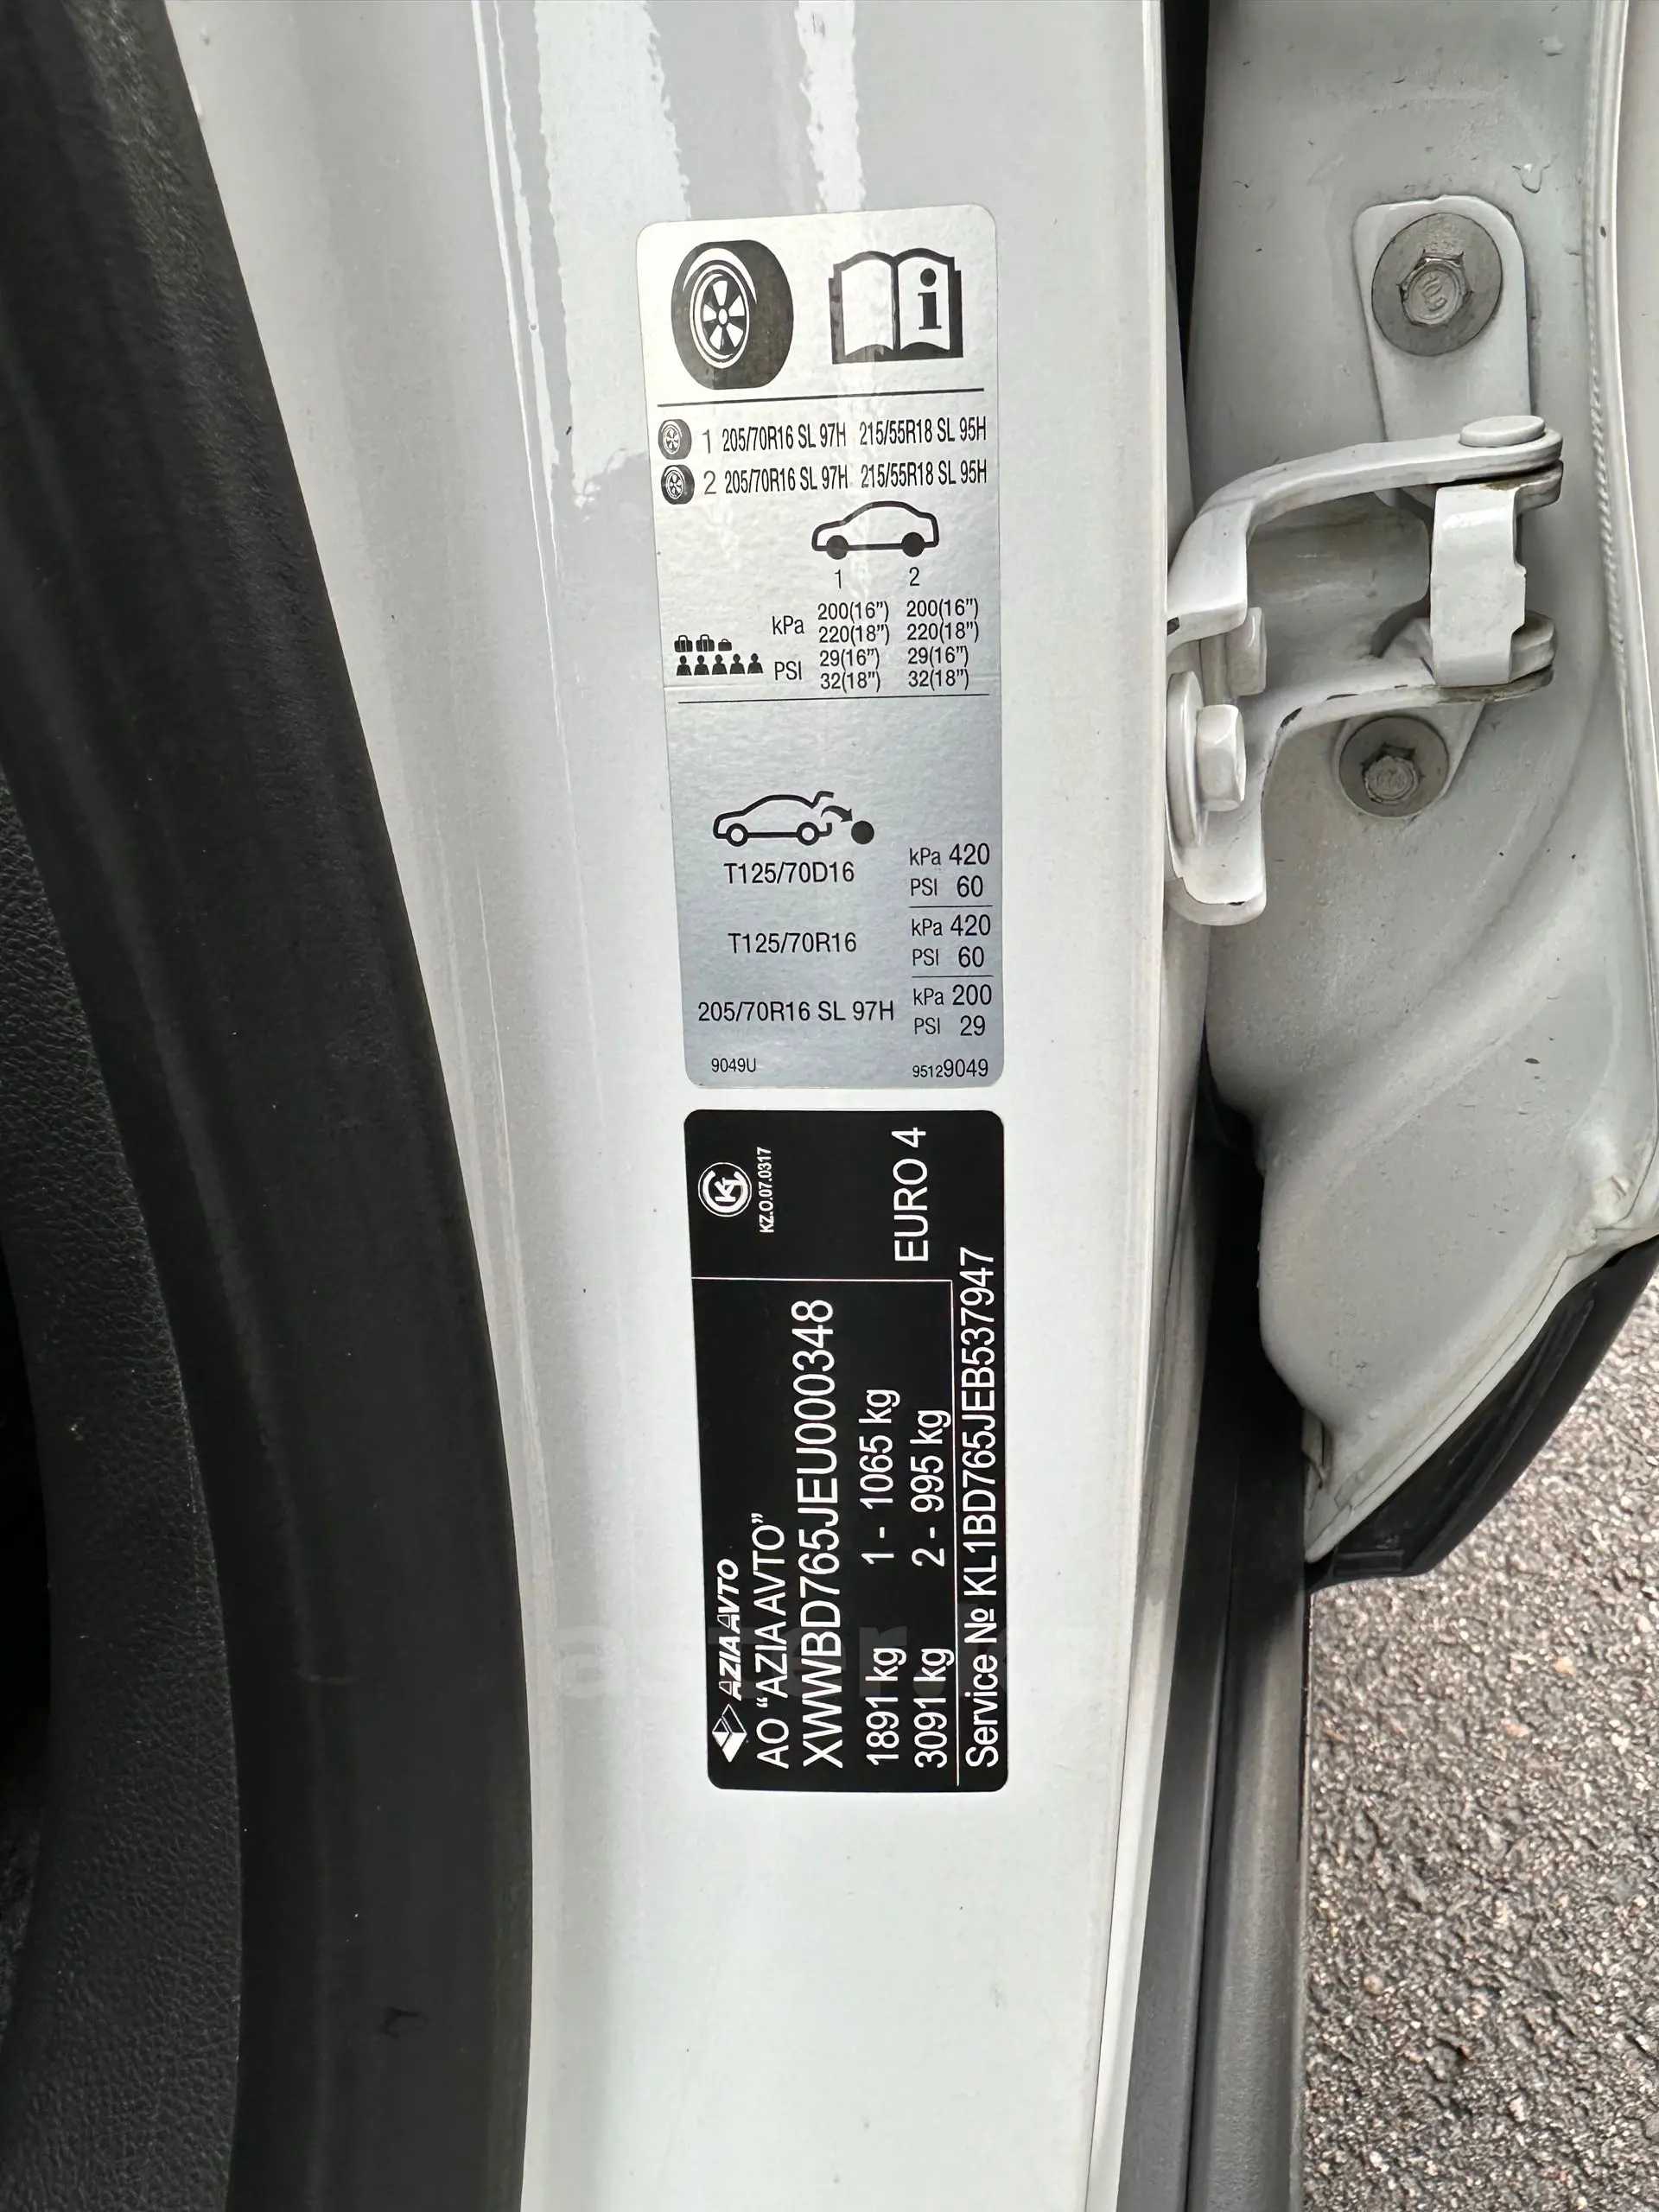 1 205/70R16 SL 97H 215/55R18 SL 95H
2 205/70R16 SL 97H 215/55R18 SL 95H
1 2
kPa 200(16") 200(16")
220(18") 220(18")
PSI 29(16") 29(16")
32(18") 32(18")
T125/70D16 kPa 420
PSI 60
T125/70R16 kPa 420
PSI 60
205/70R16 SL 97H kPa 200
PSI 29
9049U 95129049
AZIA AVTO
АО “AZIA AVTO”
XWWBD765JEU000348
1891 kg 1 - 1065 kg
3091 kg 2 - 995 kg
Service № KL1BD765JEB537947
KZ.O.07.0317
EURO 4